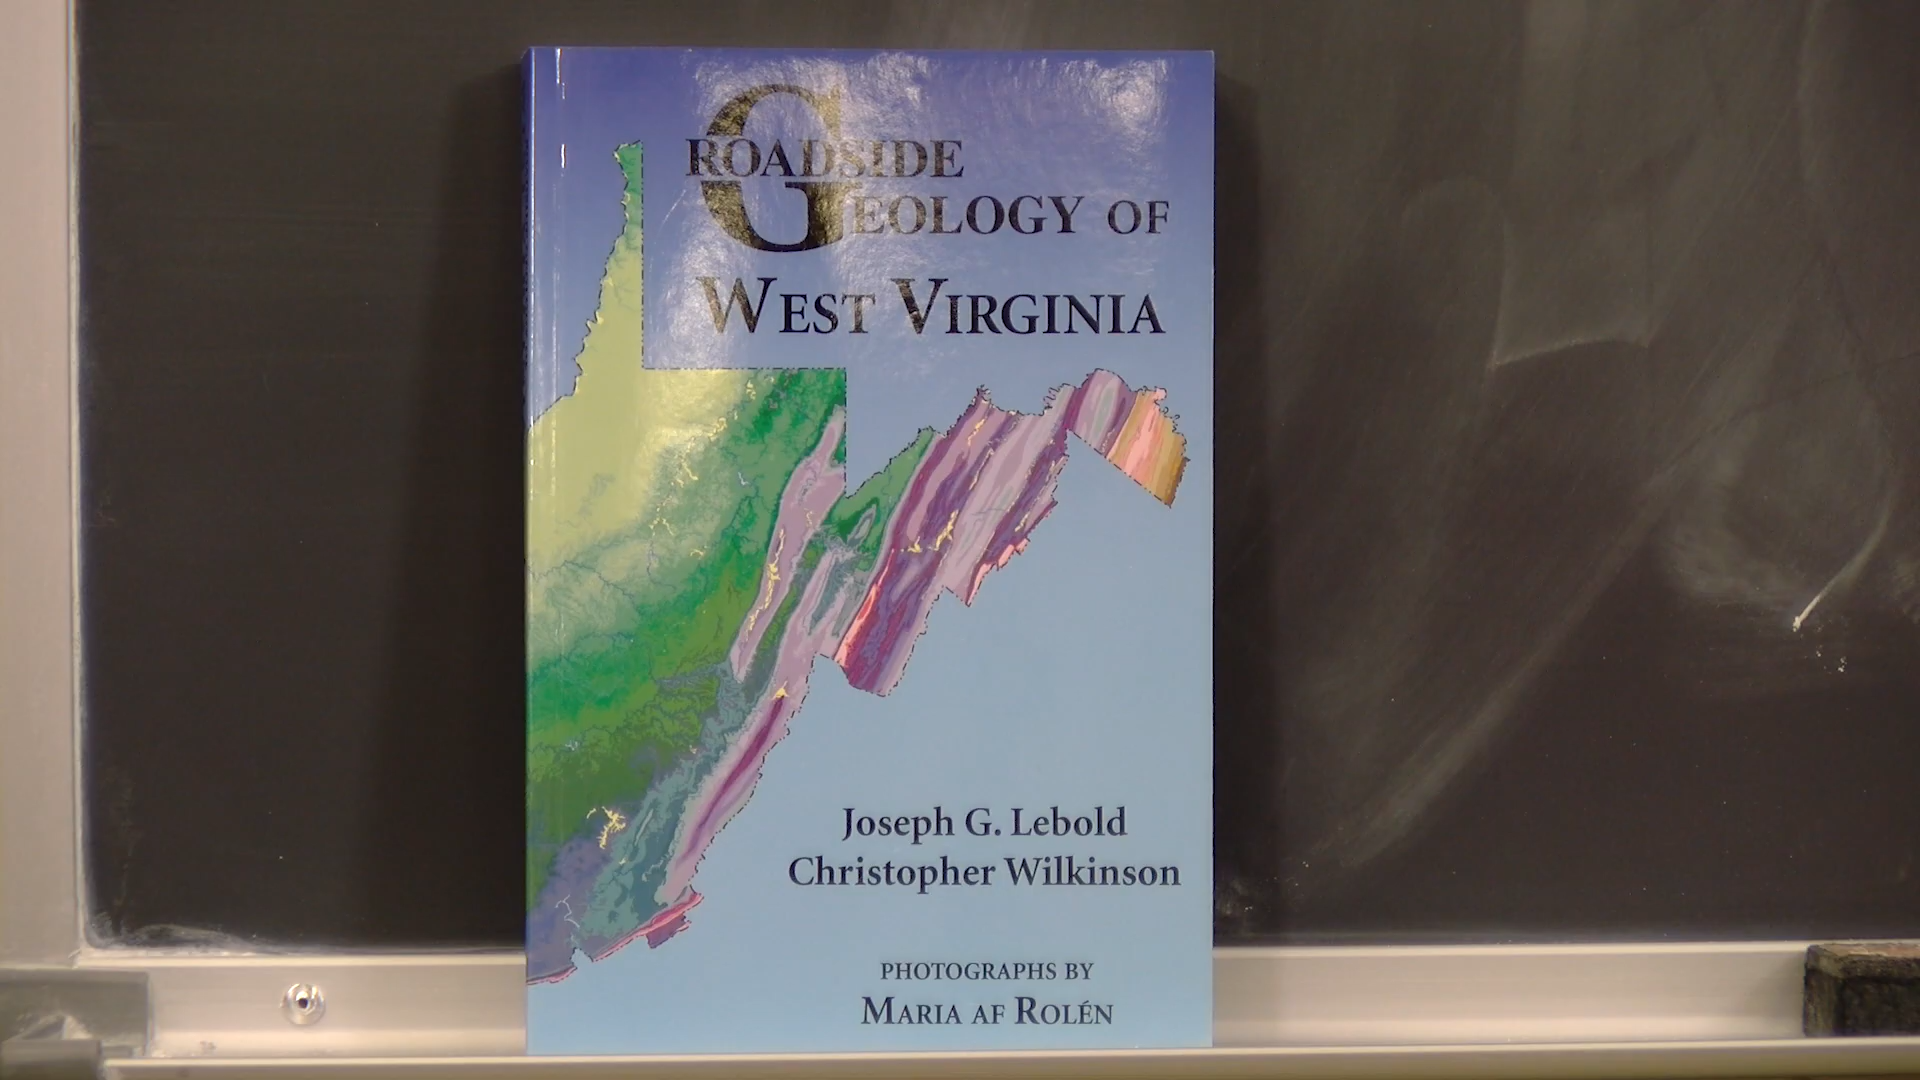 ROADSIDE
GEOLOGY OF
WEST VIRGINIA
Joseph G. Lebold
Christopher Wilkinson
PHOTOGRAPHS BY
MARIA AF ROLÉN